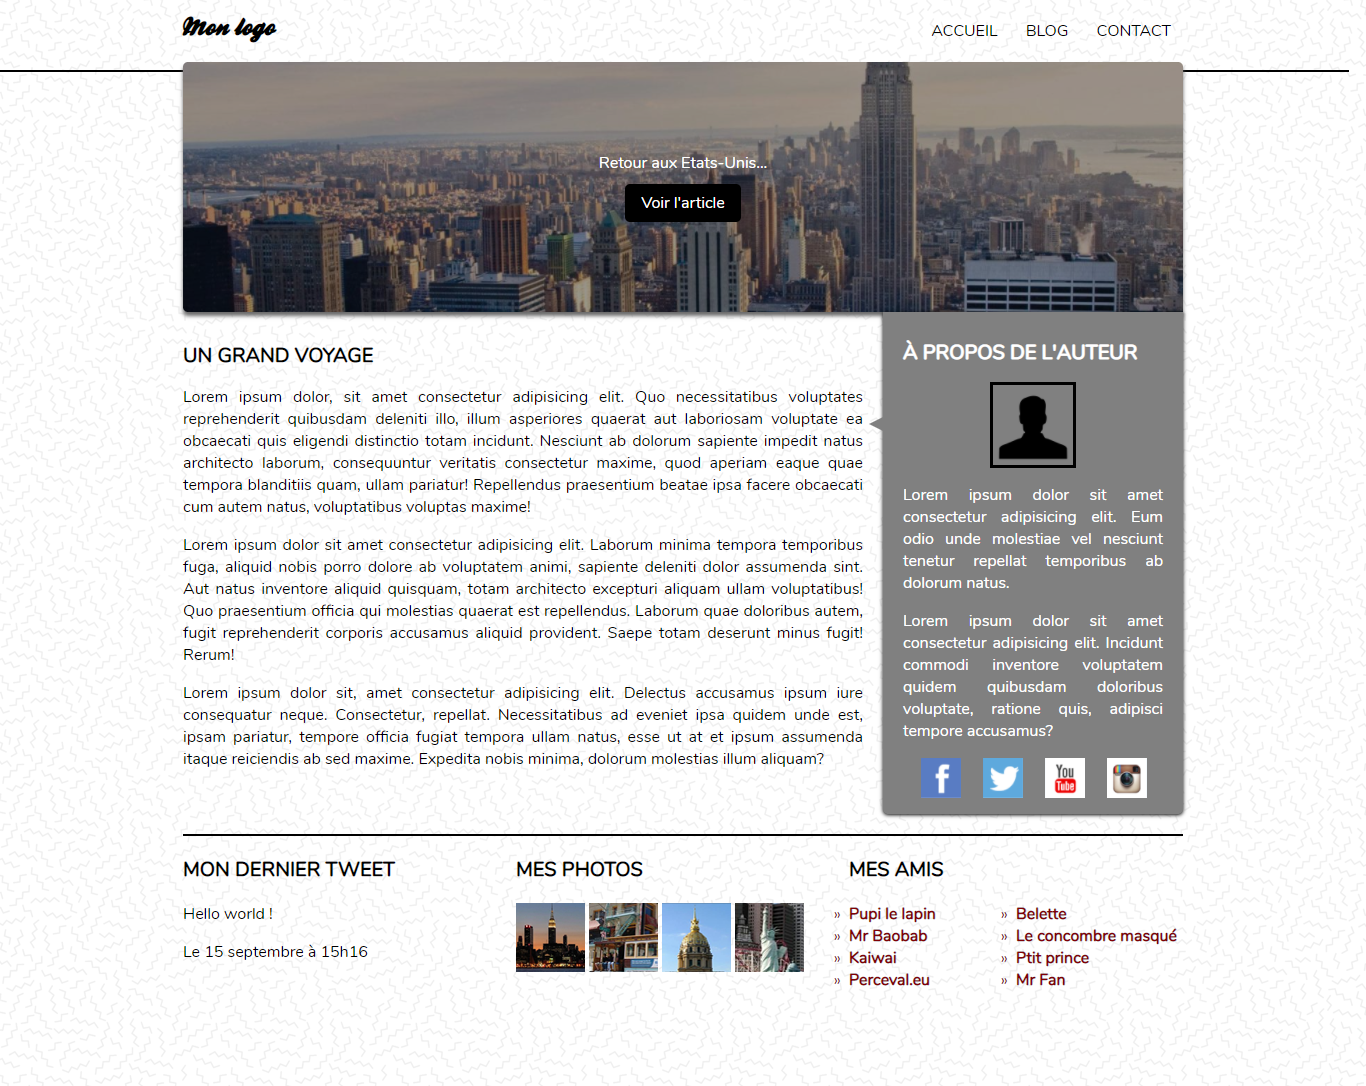 Mon logo
ACCUEIL BLOG CONTACT
Retour aux Etats-Unis...
Voir l'article
UN GRAND VOYAGE
Lorem ipsum dolor, sit amet consectetur adipisicing elit. Quo necessitatibus voluptates
reprehenderit quibusdam deleniti illo, illum asperiores quaerat aut laboriosam voluptate ea
obcaecati quis eligendi distinctio totam incidunt. Nesciunt ab dolorum sapiente impedit natus
architecto laborum, consequuntur veritatis consectetur maxime, quod aperiam eaque quae
tempora blanditiis quam, ullam pariatur! Repellendus praesentium beatae ipsa facere obcaecati
cum autem natus, voluptatibus voluptas maxime!
Lorem ipsum dolor sit amet consectetur adipisicing elit. Laborum minima tempora temporibus
fuga, aliquid nobis porro dolore ab voluptatem animi, sapiente deleniti dolor assumenda sint.
Aut natus inventore aliquid quisquam, totam architecto excepturi aliquam ullam voluptatibus!
Quo praesentium officia qui molestias quaerat est repellendus. Laborum quae doloribus autem,
fugit reprehenderit corporis accusamus aliquid provident. Saepe totam deserunt minus fugit!
Rerum!
Lorem ipsum dolor sit, amet consectetur adipisicing elit. Delectus accusamus ipsum iure
consequatur neque. Consectetur, repellat. Necessitatibus ad eveniet ipsa quidem unde est,
ipsam pariatur, tempore officia fugiat tempora ullam natus, esse ut at et ipsum assumenda
itaque reiciendis ab sed maxime. Expedita nobis minima, dolorum molestias illum aliquam?
À PROPOS DE L'AUTEUR
Lorem ipsum dolor sit amet
consectetur adipisicing elit. Eum
odio unde molestiae vel nesciunt
tenetur repellat temporibus ab
dolorum natus.
Lorem ipsum dolor sit amet
consectetur adipisicing elit. Incidunt
commodi inventore voluptatem
quidem quibusdam doloribus
voluptate, ratione quis, adipisci
tempore accusamus?
f
You
Tube
MON DERNIER TWEET
Hello world !
Le 15 septembre à 15h16
MES PHOTOS
MES AMIS
» Pupi le lapin
» Mr Baobab
» Kaiwai
» Perceval.eu
» Belette
» Le concombre masqué
» Ptit prince
» Mr Fan